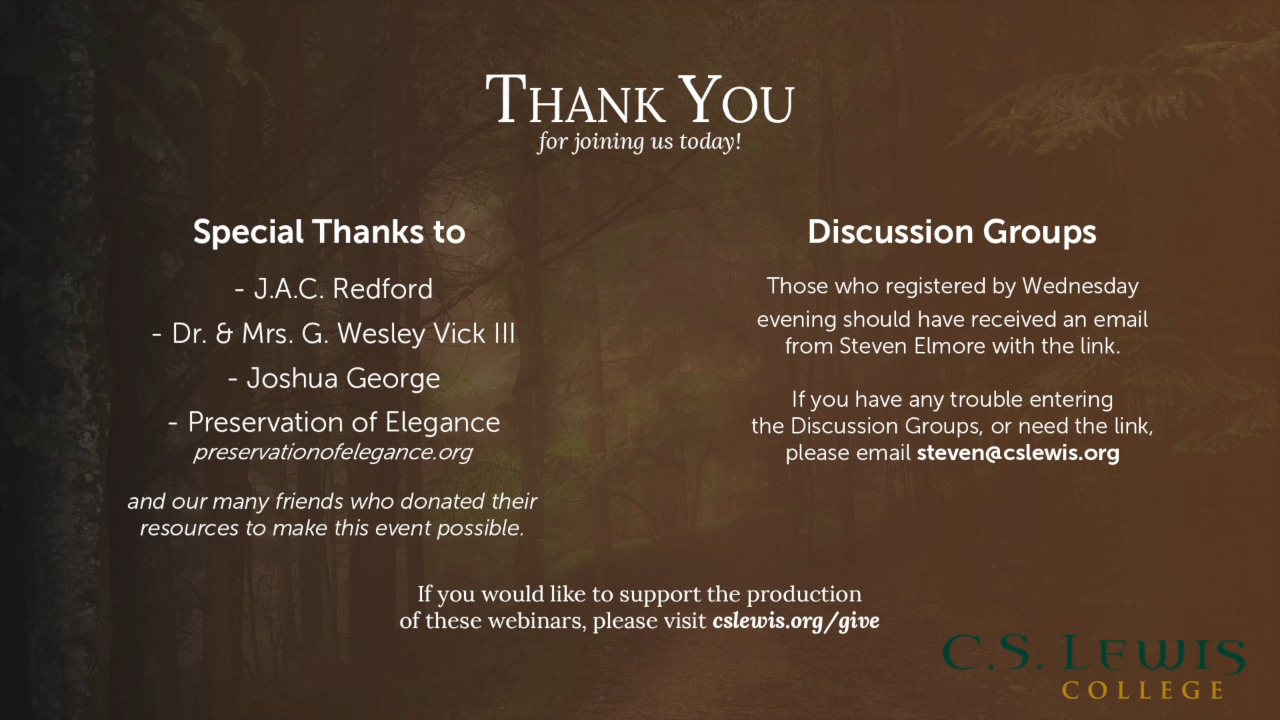 THANK YOU
for joining us today!
Special Thanks to
- J.A.C. Redford
- Dr. & Mrs. G. Wesley Vick III
- Joshua George
- Preservation of Elegance
preservationofelegance.org
and our many friends who donated their
resources to make this event possible.
Discussion Groups
Those who registered by Wednesday
evening should have received an email
from Steven Elmore with the link.
If you have any trouble entering
the Discussion Groups, or need the link,
please email steven@cslewis.org
If you would like to support the production
of these webinars, please visit cslewis.org/give
C.S. LEWIS
COLLEGE